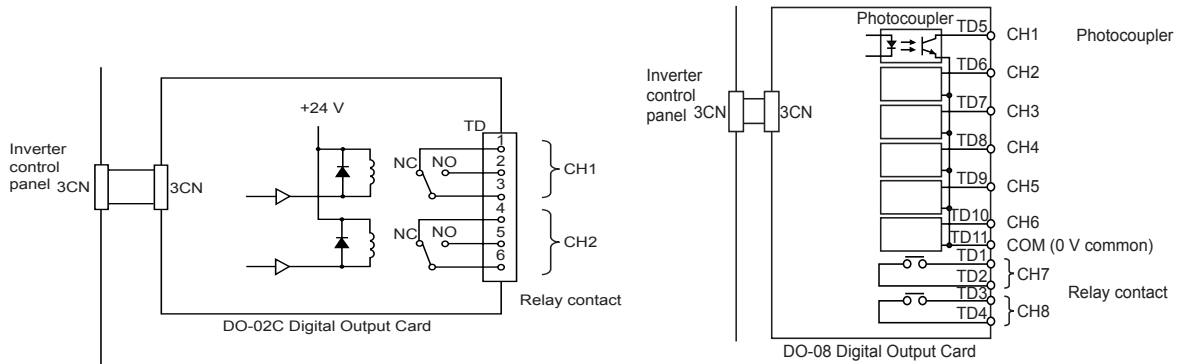 Inverter
control
panel 3CN
3CN
+24 V
NC NO
NC NO
TD
1
2
3
4
5
6
CH1
CH2
Relay contact
DO-02C Digital Output Card
Inverter
control
panel 3CN
3CN
Photocoupler
TD5 CH1 Photocoupler
TD6 CH2
TD7 CH3
TD8 CH4
TD9 CH5
TD10 CH6
TD11 COM (0 V common)
TD1
TD2
CH7
Relay contact
TD3
TD4
CH8
DO-08 Digital Output Card